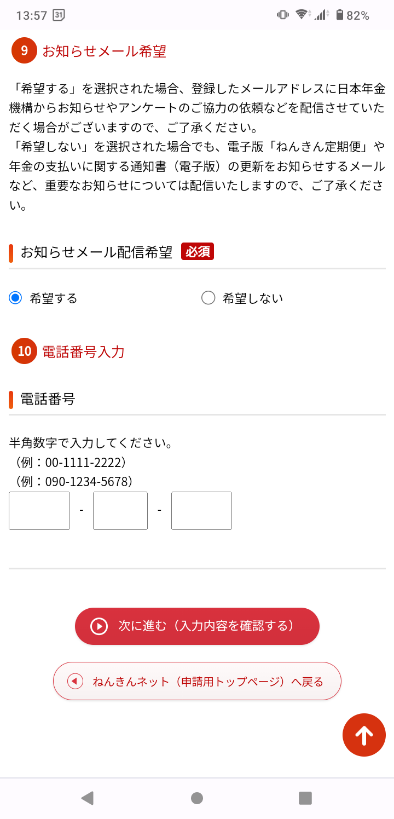 13:57 31 82%
9 お知らせメール希望
「希望する」を選択された場合、登録したメールアドレスに日本年金
機構からお知らせやアンケートのご協力の依頼などを配信させていた
だく場合がございますので、ご了承ください。
「希望しない」を選択された場合でも、電子版「ねんきん定期便」や
年金の支払いに関する通知書（電子版）の更新をお知らせするメール
など、重要なお知らせについては配信いたしますので、ご了承くださ
い。
お知らせメール配信希望 必須
希望する 希望しない
10 電話番号入力
電話番号
半角数字で入力してください。
（例：00-1111-2222）
（例：090-1234-5678）
- -
次に進む（入力内容を確認する）
ねんきんネット（申請用トップページ）へ戻る